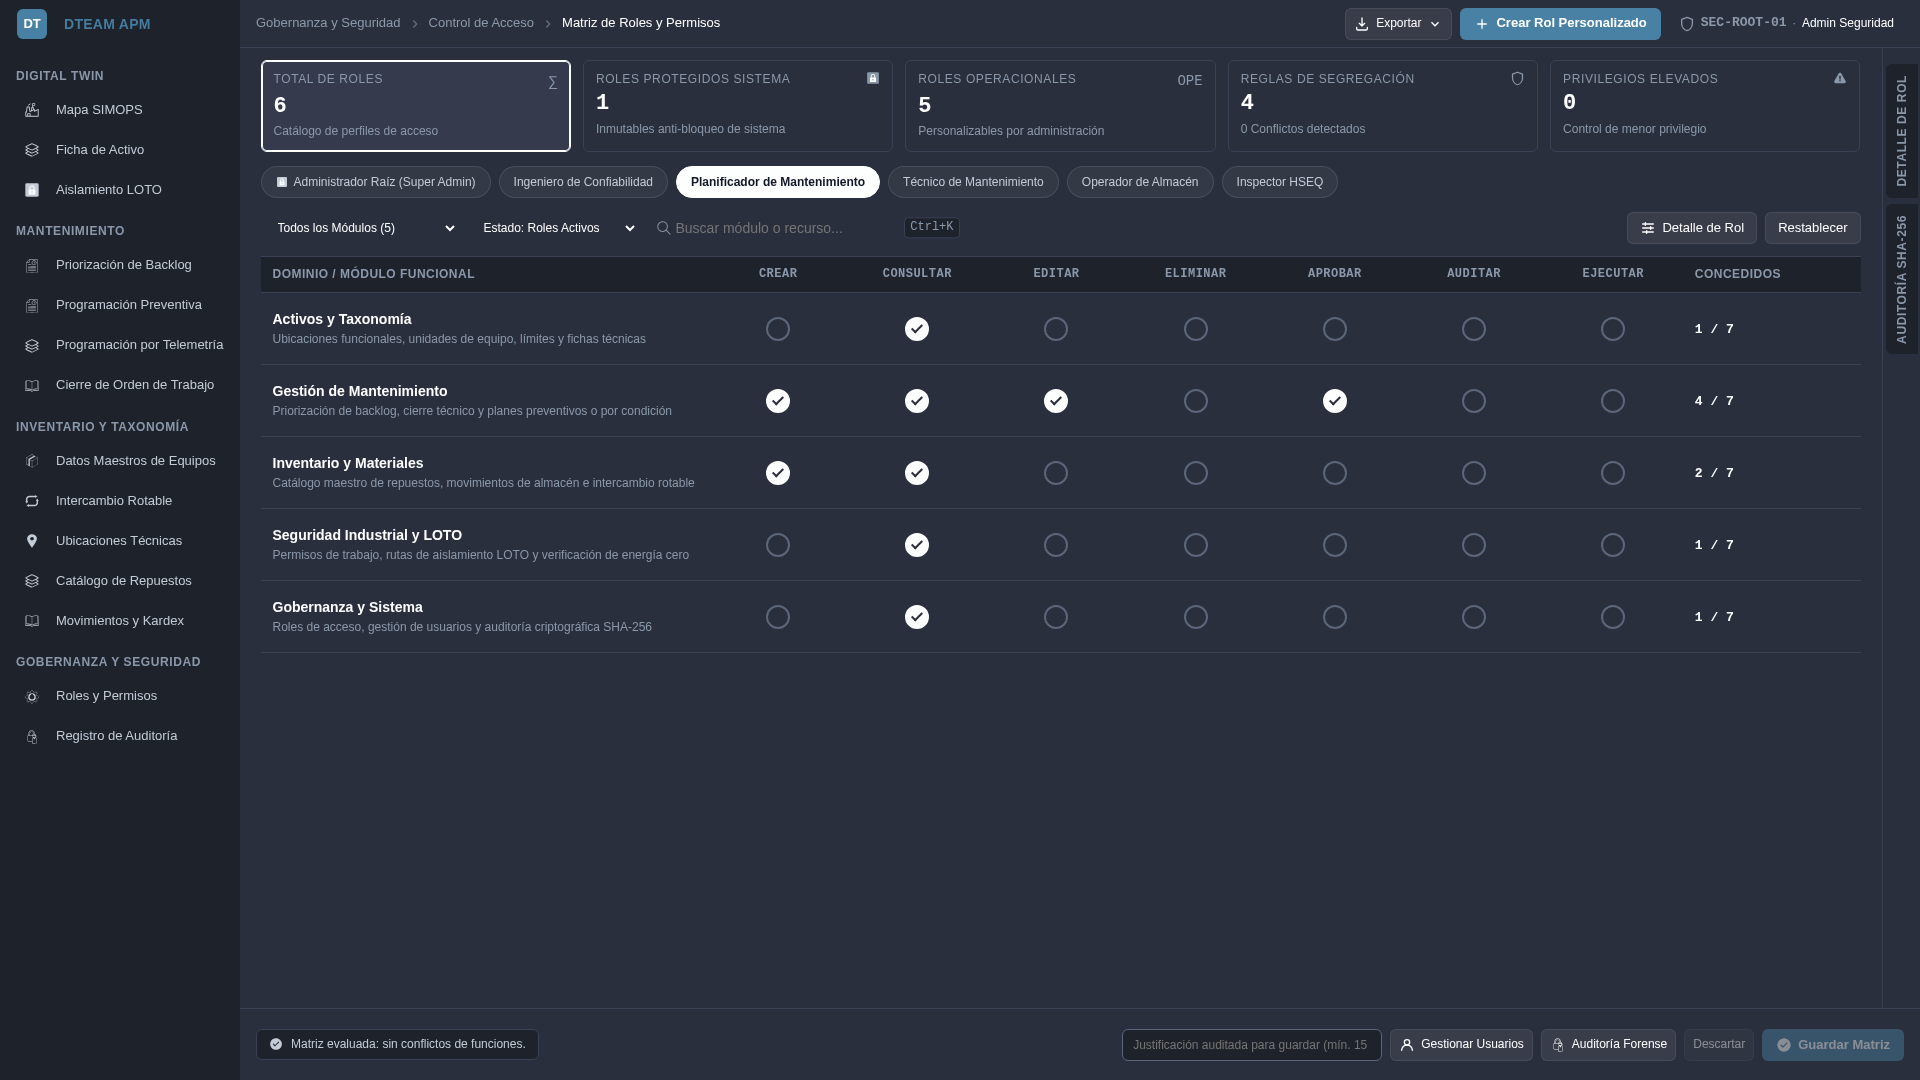 DT DTEAM APM
DIGITAL TWIN
Mapa SIMOPS
Ficha de Activo
Aislamiento LOTO
MANTENIMIENTO
Priorización de Backlog
Programación Preventiva
Programación por Telemetría
Cierre de Orden de Trabajo
INVENTARIO Y TAXONOMÍA
Datos Maestros de Equipos
Intercambio Rotable
Ubicaciones Técnicas
Catálogo de Repuestos
Movimientos y Kardex
GOBERNANZA Y SEGURIDAD
Roles y Permisos
Registro de Auditoría
Gobernanza y Seguridad > Control de Acceso > Matriz de Roles y Permisos
Exportar
Crear Rol Personalizado
SEC-ROOT-01 · Admin Seguridad
TOTAL DE ROLES ∑
6
Catálogo de perfiles de acceso
ROLES PROTEGIDOS SISTEMA
1
Inmutables anti-bloqueo de sistema
ROLES OPERACIONALES OPE
5
Personalizables por administración
REGLAS DE SEGREGACIÓN
4
0 Conflictos detectados
PRIVILEGIOS ELEVADOS
0
Control de menor privilegio
Administrador Raíz (Super Admin)
Ingeniero de Confiabilidad
Planificador de Mantenimiento
Técnico de Mantenimiento
Operador de Almacén
Inspector HSEQ
Todos los Módulos (5)
Estado: Roles Activos
Buscar módulo o recurso... Ctrl+K
Detalle de Rol
Restablecer
DOMINIO / MÓDULO FUNCIONAL CREAR CONSULTAR EDITAR ELIMINAR APROBAR AUDITAR EJECUTAR CONCEDIDOS
Activos y Taxonomía
Ubicaciones funcionales, unidades de equipo, límites y fichas técnicas
1 / 7
Gestión de Mantenimiento
Priorización de backlog, cierre técnico y planes preventivos o por condición
4 / 7
Inventario y Materiales
Catálogo maestro de repuestos, movimientos de almacén e intercambio rotable
2 / 7
Seguridad Industrial y LOTO
Permisos de trabajo, rutas de aislamiento LOTO y verificación de energía cero
1 / 7
Gobernanza y Sistema
Roles de acceso, gestión de usuarios y auditoría criptográfica SHA-256
1 / 7
DETALLE DE ROL
AUDITORÍA SHA-256
Matriz evaluada: sin conflictos de funciones.
Justificación auditada para guardar (mín. 15
Gestionar Usuarios
Auditoría Forense
Descartar
Guardar Matriz